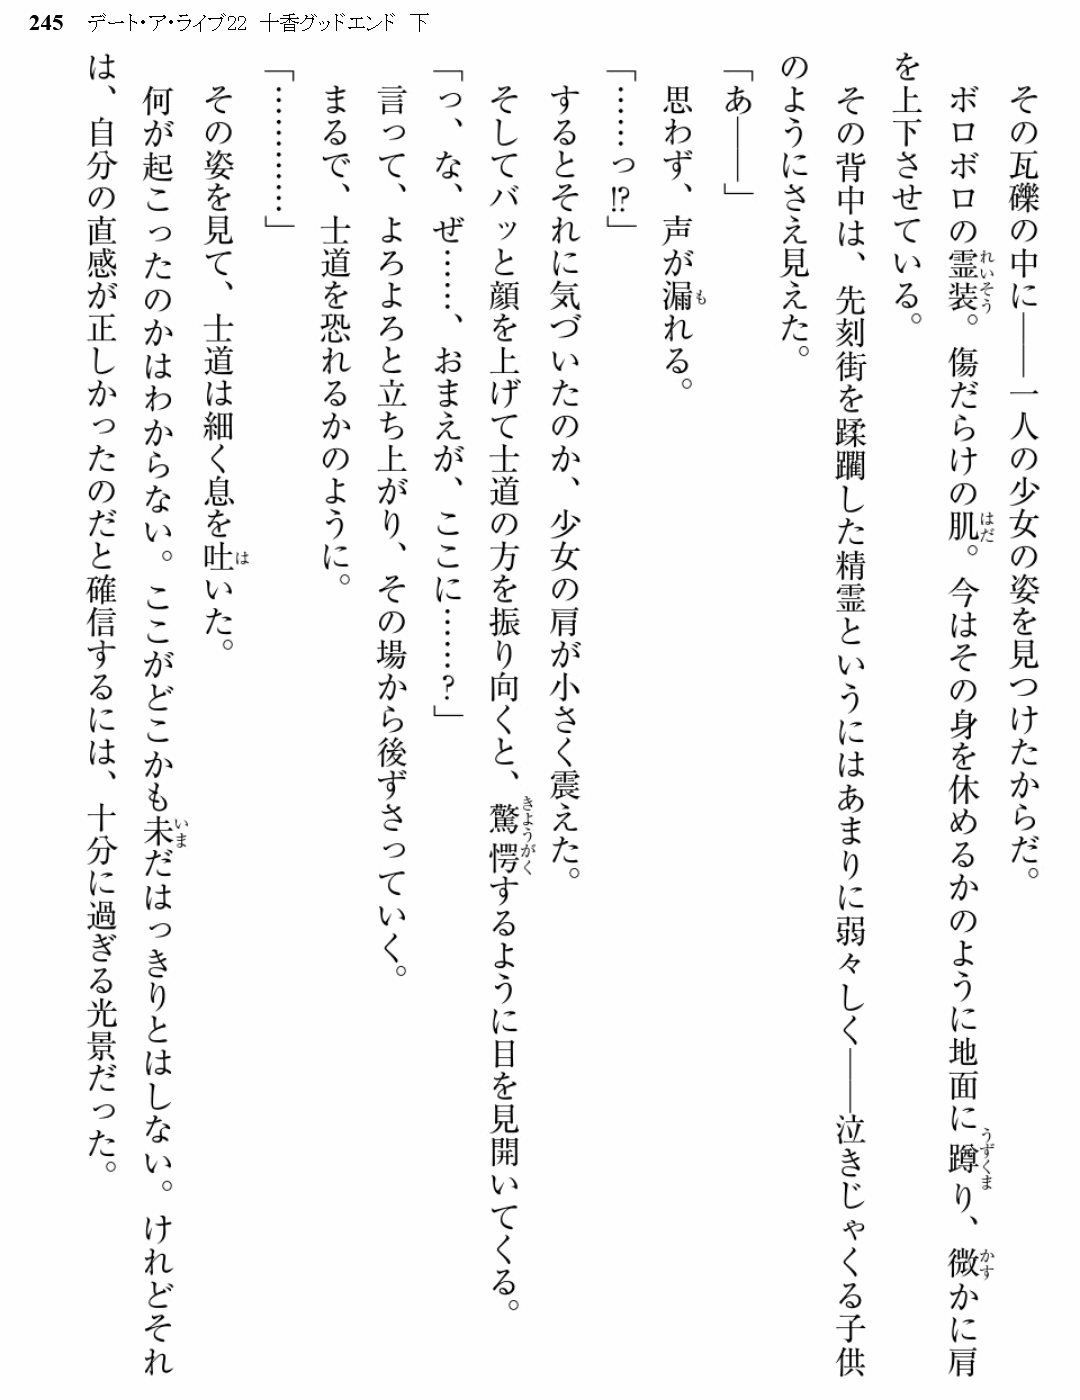 245 デート・ア・ライブ22 十香グッドエンド 下
その瓦礫の中に――一人の少女の姿を見つけたからだ。
ボロボロの霊装。傷だらけの肌。今はその身を休めるかのように地面に蹲り、微かに肩
を上下させている。
その背中は、先刻街を蹂躙した精霊というにはあまりに弱々しく――泣きじゃくる子供
のようにさえ見えた。
「あ――」
思わず、声が漏れる。
「……っ!?」
するとそれに気づいたのか、少女の肩が小さく震えた。
そしてバッと顔を上げて士道の方を振り向くと、驚愕するように目を見開いてくる。
「っ、な、ぜ……、おまえが、ここに……?」
言って、よろよろと立ち上がり、その場から後ずさっていく。
まるで、士道を恐れるかのように。
「…………」
その姿を見て、士道は細く息を吐いた。
何が起こったのかはわからない。ここがどこかも未だはっきりとはしない。けれどそれ
は、自分の直感が正しかったのだと確信するには、十分に過ぎる光景だった。